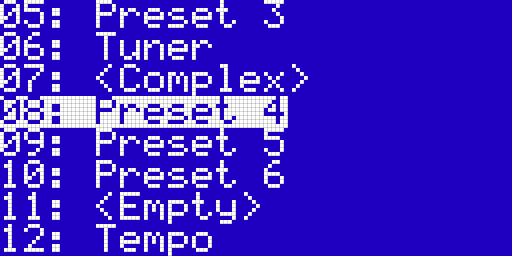 05: Preset 3
06: Tuner
07: <Complex>
08: Preset 4
09: Preset 5
10: Preset 6
11: <Empty>
12: Tempo